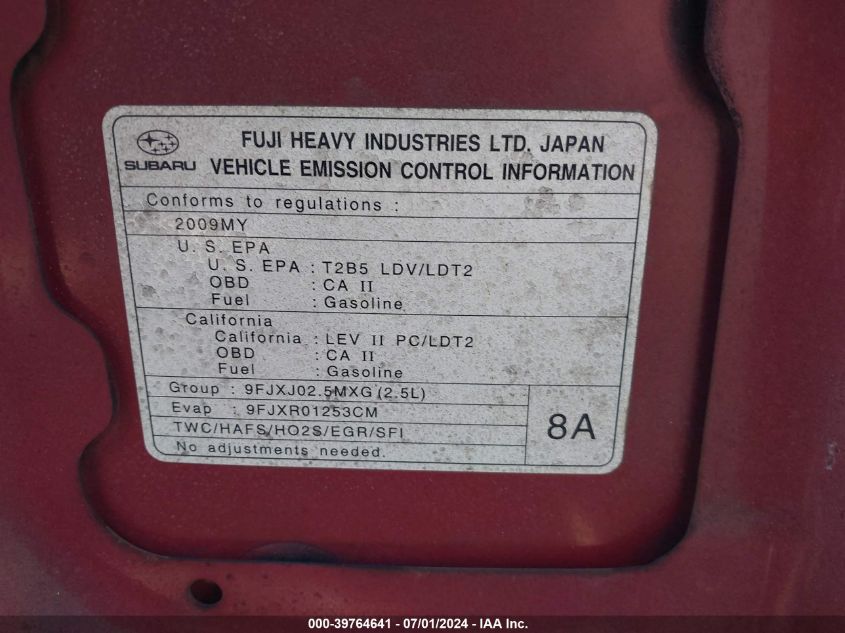 SUBARU
FUJI HEAVY INDUSTRIES LTD. JAPAN
VEHICLE EMISSION CONTROL INFORMATION
Conforms to regulations :
2009MY
U. S. EPA
U. S. EPA : T2B5 LDV/LDT2
OBD : CA II
Fuel : Gasoline
California
California : LEV II PC/LDT2
OBD : CA II
Fuel : Gasoline
Group : 9FJXJ02.5MXG (2.5L)
Evap : 9FJXR01253CM
TWC/HAFS/HO2S/EGR/SFI
No adjustments needed.
8A
000-39764641 - 07/01/2024 - IAA Inc.